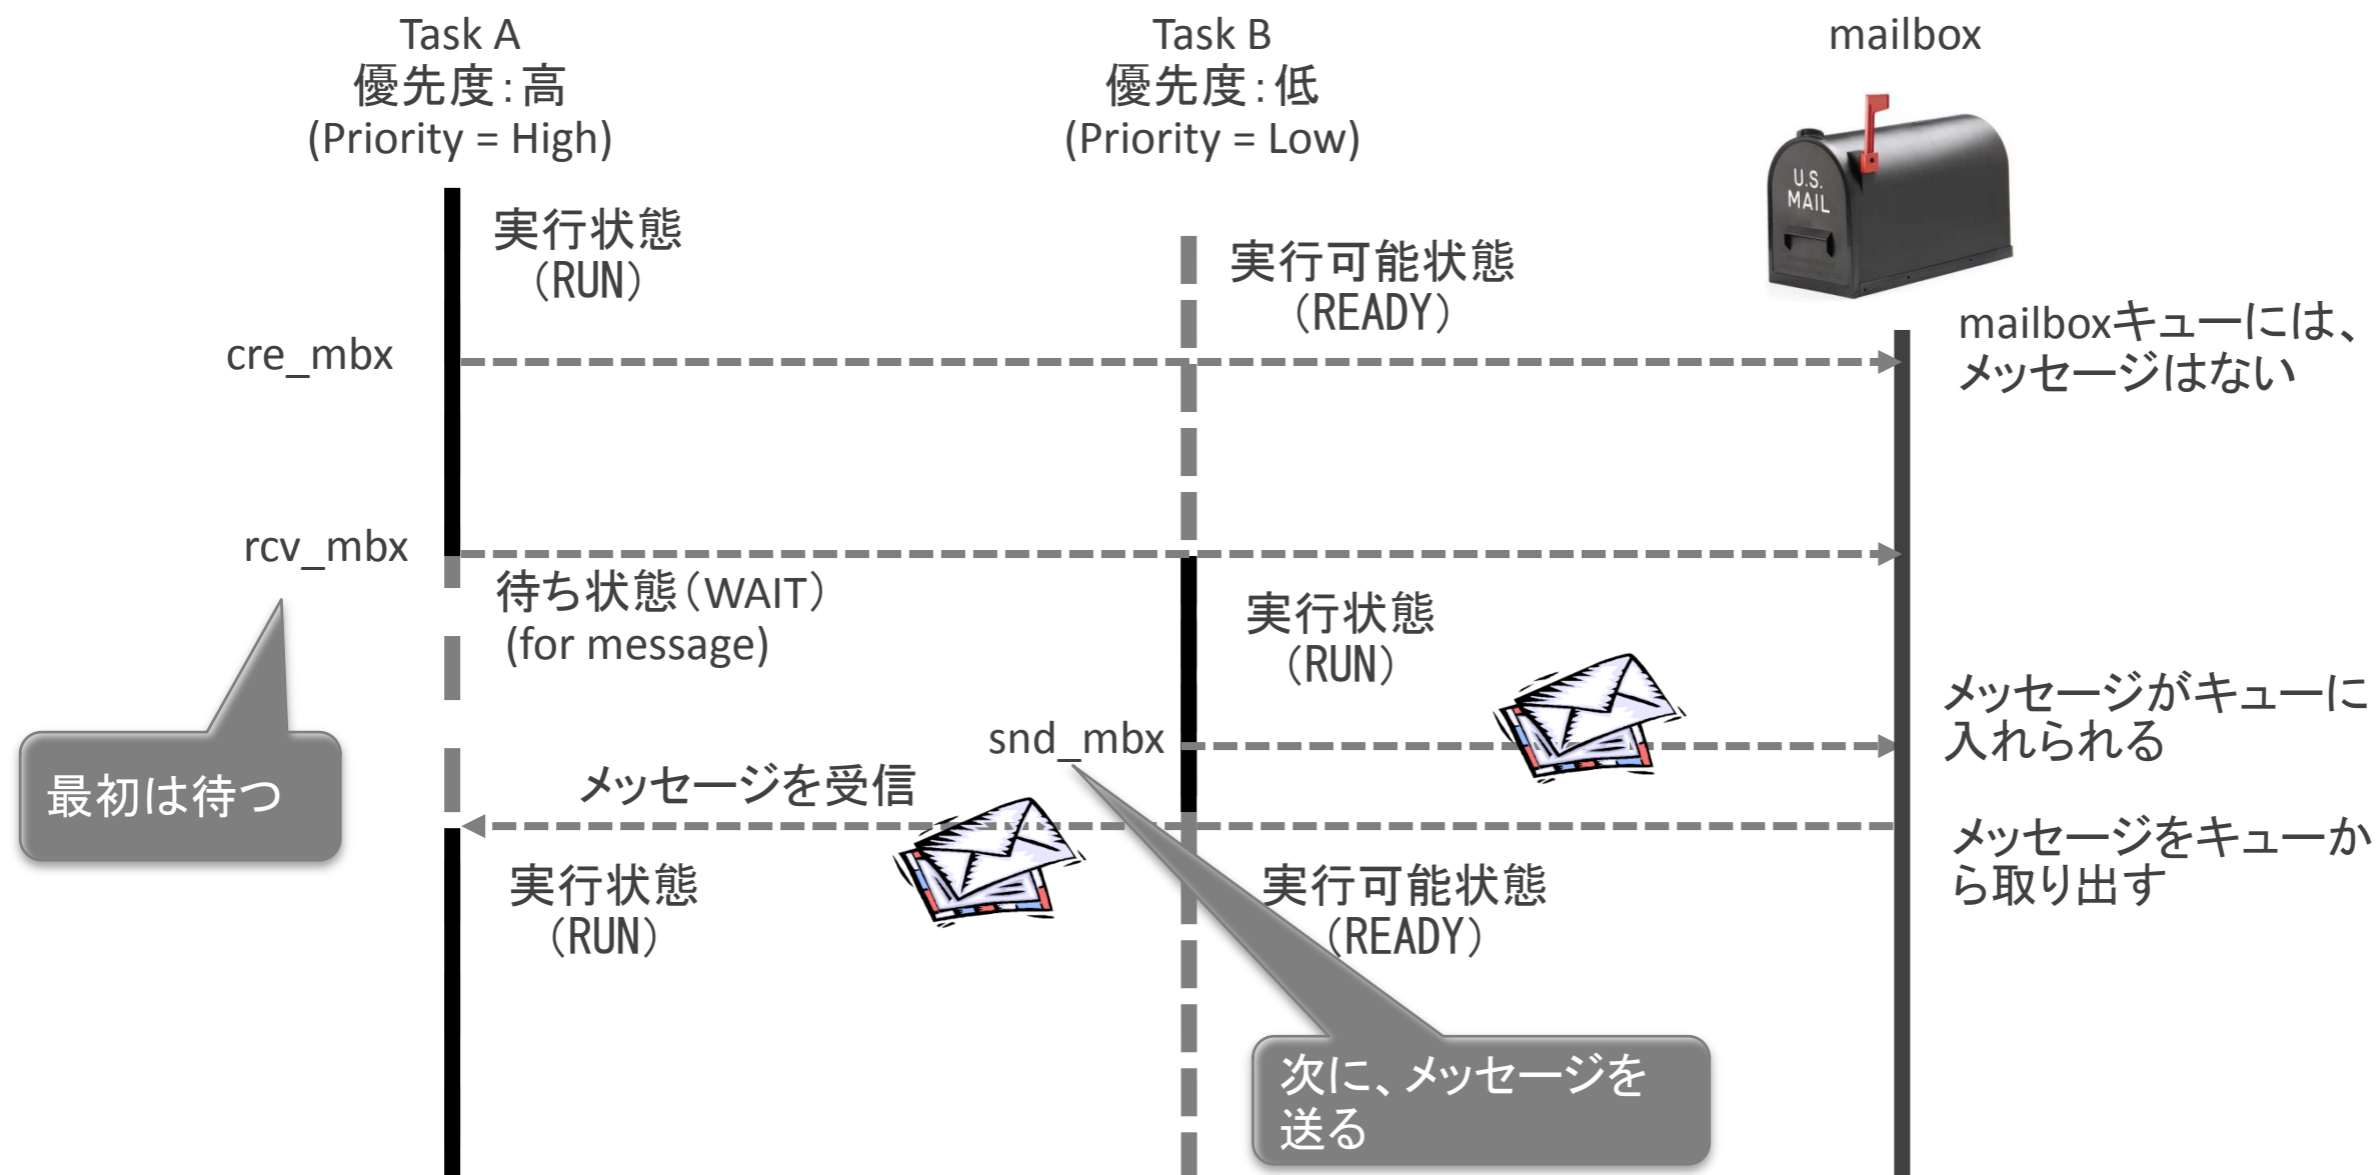 Task A
優先度:高
(Priority = High)
Task B
優先度:低
(Priority = Low)
mailbox
U.S.
MAIL
実行状態
(RUN)
実行可能状態
(READY)
mailboxキューには、
メッセージはない
cre_mbx
rcv_mbx
待ち状態(WAIT)
(for message)
実行状態
(RUN)
最初は待つ
snd_mbx
メッセージがキューに
入れられる
メッセージを受信
メッセージをキューか
ら取り出す
実行状態
(RUN)
実行可能状態
(READY)
次に、メッセージを
送る